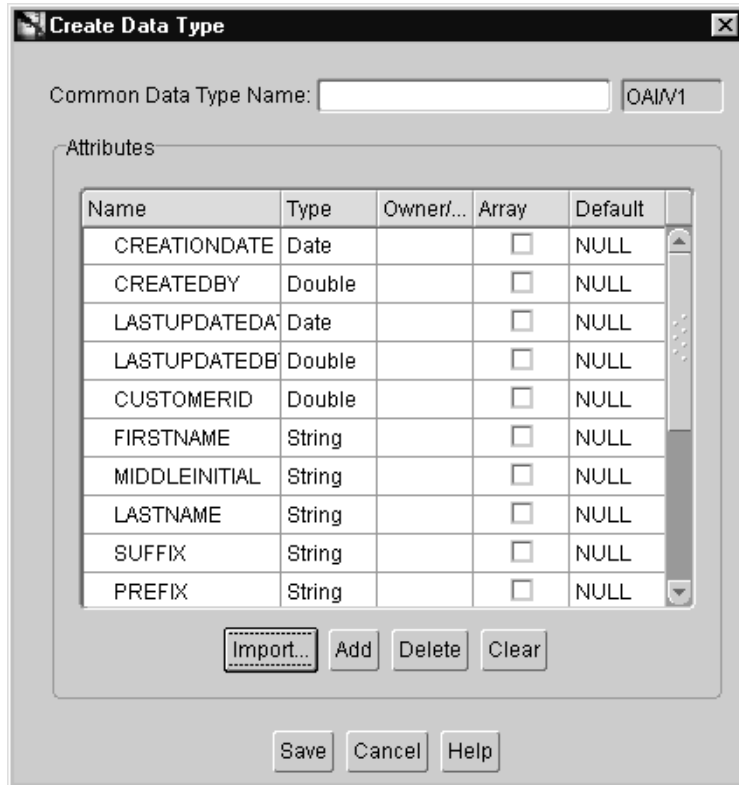 Create Data Type
Common Data Type Name: OAI/V1
Attributes
Name Type Owner/... Array Default
CREATIONDATE Date NULL
CREATEDBY Double NULL
LASTUPDATEDAT Date NULL
LASTUPDATEDBY Double NULL
CUSTOMERID Double NULL
FIRSTNAME String NULL
MIDDLEINITIAL String NULL
LASTNAME String NULL
SUFFIX String NULL
PREFIX String NULL
Import... Add Delete Clear
Save Cancel Help